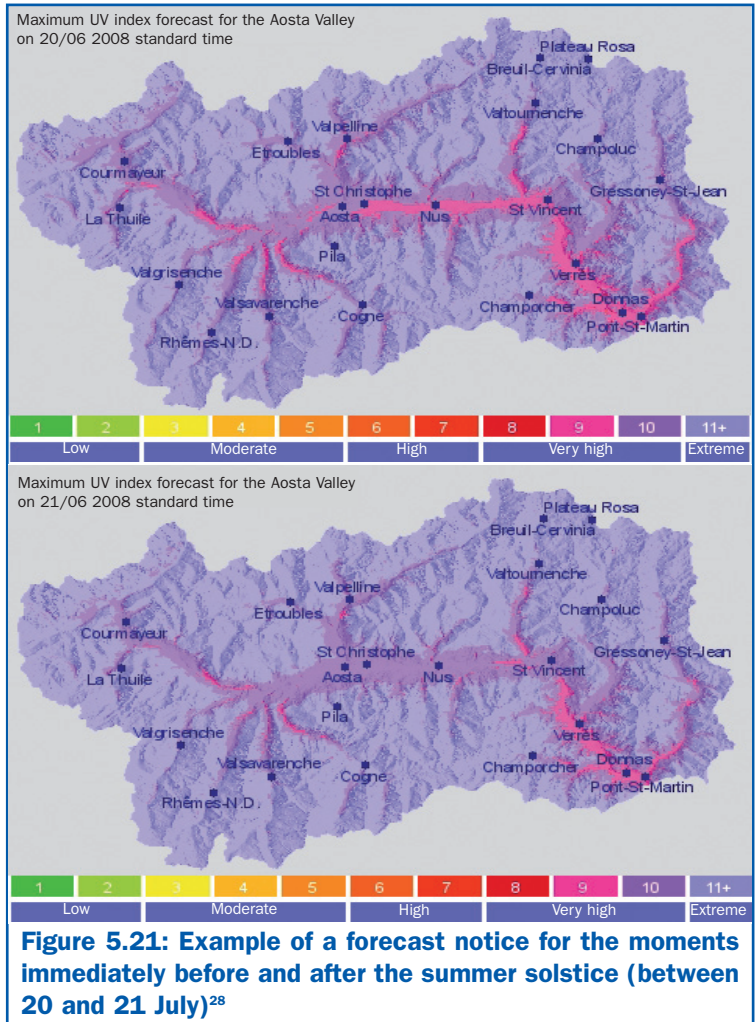 Maximum UV index forecast for the Aosta Valley
on 20/06 2008 standard time
Plateau Rosa
Breuil-Cervinia
Valtournenche
Valpelline
Etroubles
Champoluc
Courmayeur
St Christophe
Gressoney-St-Jean
La Thuile
Aosta
Nus
St Vincent
Pila
Valgrisenche
Verrès
Valsavarenche
Champorcher
Donnas
Cogne
Pont-St-Martin
Rhêmes-N.D.
1 2 3 4 5 6 7 8 9 10 11+
Low Moderate High Very high Extreme
Maximum UV index forecast for the Aosta Valley
on 21/06 2008 standard time
Plateau Rosa
Breuil-Cervinia
Valtournenche
Valpelline
Etroubles
Champoluc
Courmayeur
St Christophe
Gressoney-St-Jean
La Thuile
Aosta
Nus
St Vincent
Pila
Valgrisenche
Verrès
Valsavarenche
Cogne
Champorcher
Donnas
Pont-St-Martin
Rhêmes-N.D.
1 2 3 4 5 6 7 8 9 10 11+
Low Moderate High Very high Extreme
Figure 5.21: Example of a forecast notice for the moments
immediately before and after the summer solstice (between
20 and 21 July)²⁸